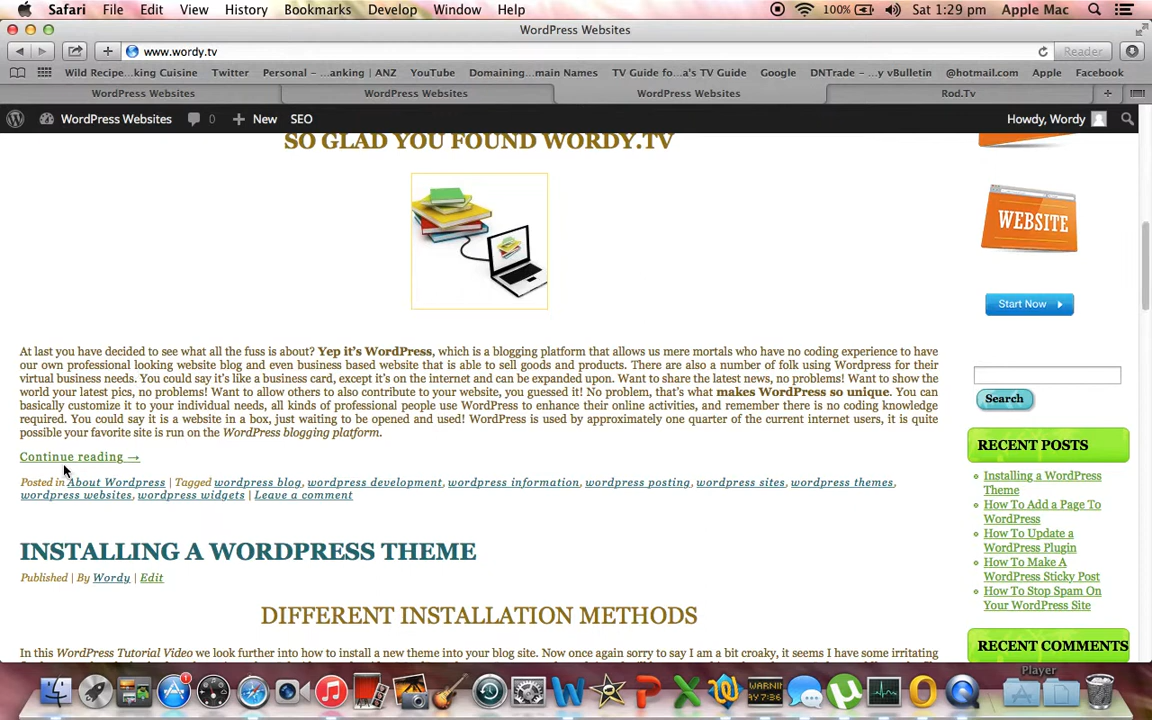 Safari File Edit View History Bookmarks Develop Window Help 100% Sat 1:29 pm Apple Mac
WordPress Websites
www.wordy.tv Reader
Wild Recipe...king Cuisine Twitter Personal – ...anking | ANZ YouTube Domaining...main Names TV Guide fo...a's TV Guide Google DNTrade – ...y vBulletin @hotmail.com Apple Facebook
WordPress Websites WordPress Websites WordPress Websites Rod.Tv
WordPress Websites 0 New SEO Howdy, Wordy
SO GLAD YOU FOUND WORDY.TV
WEBSITE
Start Now
At last you have decided to see what all the fuss is about? Yep it's WordPress, which is a blogging platform that allows us mere mortals who have no coding experience to have
our own professional looking website blog and even business based website that is able to sell goods and products. There are also a number of folk using Wordpress for their
virtual business needs. You could say it's like a business card, except it's on the internet and can be expanded upon. Want to share the latest news, no problems! Want to show the
world your latest pics, no problems! Want to allow others to also contribute to your website, you guessed it! No problem, that's what makes WordPress so unique. You can
basically customize it to your individual needs, all kinds of professional people use WordPress to enhance their online activities, and remember there is no coding knowledge
required. You could say it is a website in a box, just waiting to be opened and used! WordPress is used by approximately one quarter of the current internet users, it is quite
possible your favorite site is run on the WordPress blogging platform.
Continue reading →
Posted in About Wordpress | Tagged wordpress blog, wordpress development, wordpress information, wordpress posting, wordpress sites, wordpress themes,
wordpress websites, wordpress widgets | Leave a comment
INSTALLING A WORDPRESS THEME
Published | By Wordy | Edit
DIFFERENT INSTALLATION METHODS
In this WordPress Tutorial Video we look further into how to install a new theme into your blog site. Now once again sorry to say I am a bit croaky, it seems I have some irritating
Search
RECENT POSTS
Installing a WordPress
Theme
How To Add a Page To
WordPress
How To Update a
WordPress Plugin
How To Make A
WordPress Sticky Post
How To Stop Spam On
Your WordPress Site
RECENT COMMENTS
Player